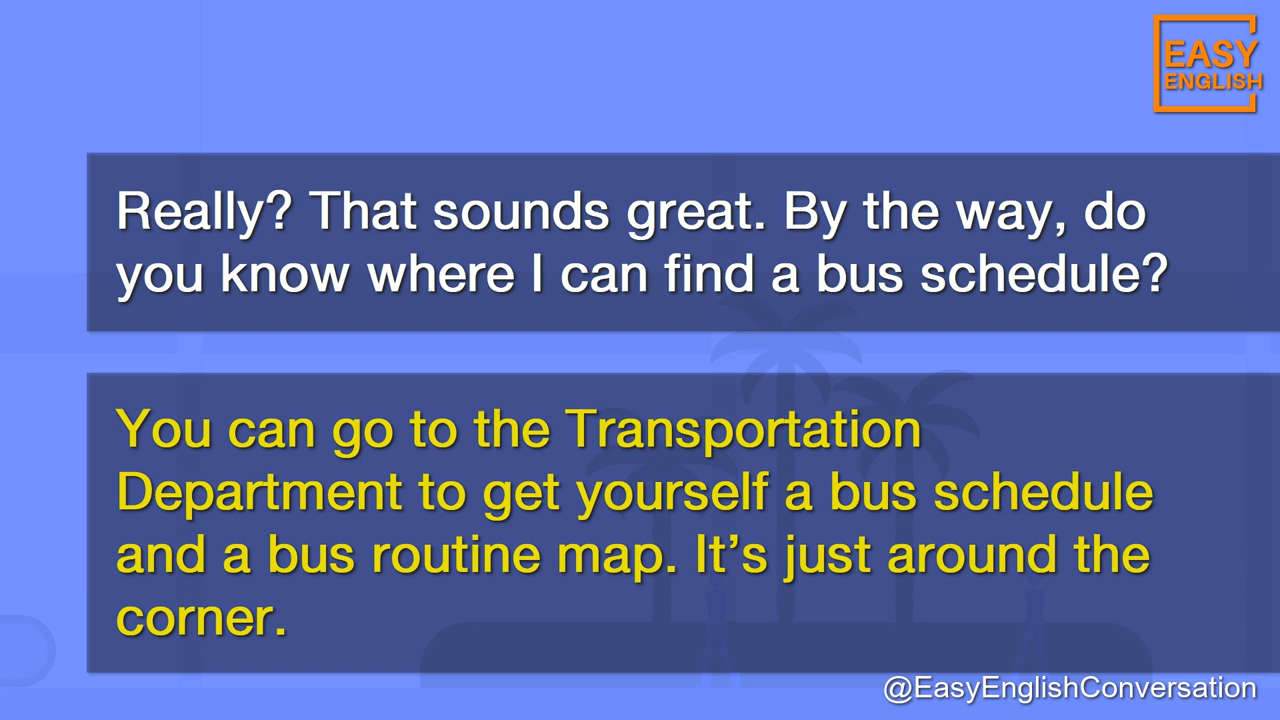 EASY
ENGLISH
Really? That sounds great. By the way, do
you know where I can find a bus schedule?
You can go to the Transportation
Department to get yourself a bus schedule
and a bus routine map. It’s just around the
corner.
@EasyEnglishConversation